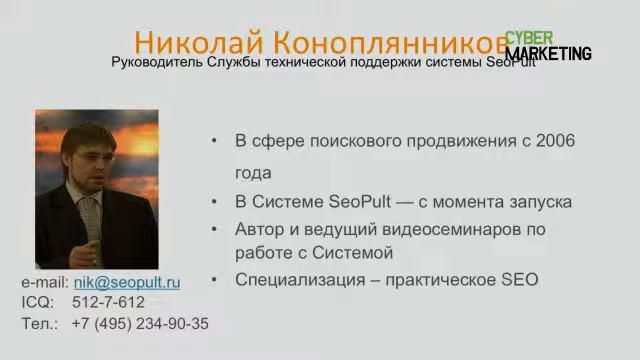 Николай Коноплянников
CYBER
MARKETING
Руководитель Службы технической поддержки системы SeoPult
• В сфере поискового продвижения с 2006
года
• В Системе SeoPult — с момента запуска
• Автор и ведущий видеосеминаров по
работе с Системой
• Специализация – практическое SEO
e-mail: nik@seopult.ru
ICQ: 512-7-612
Тел.: +7 (495) 234-90-35